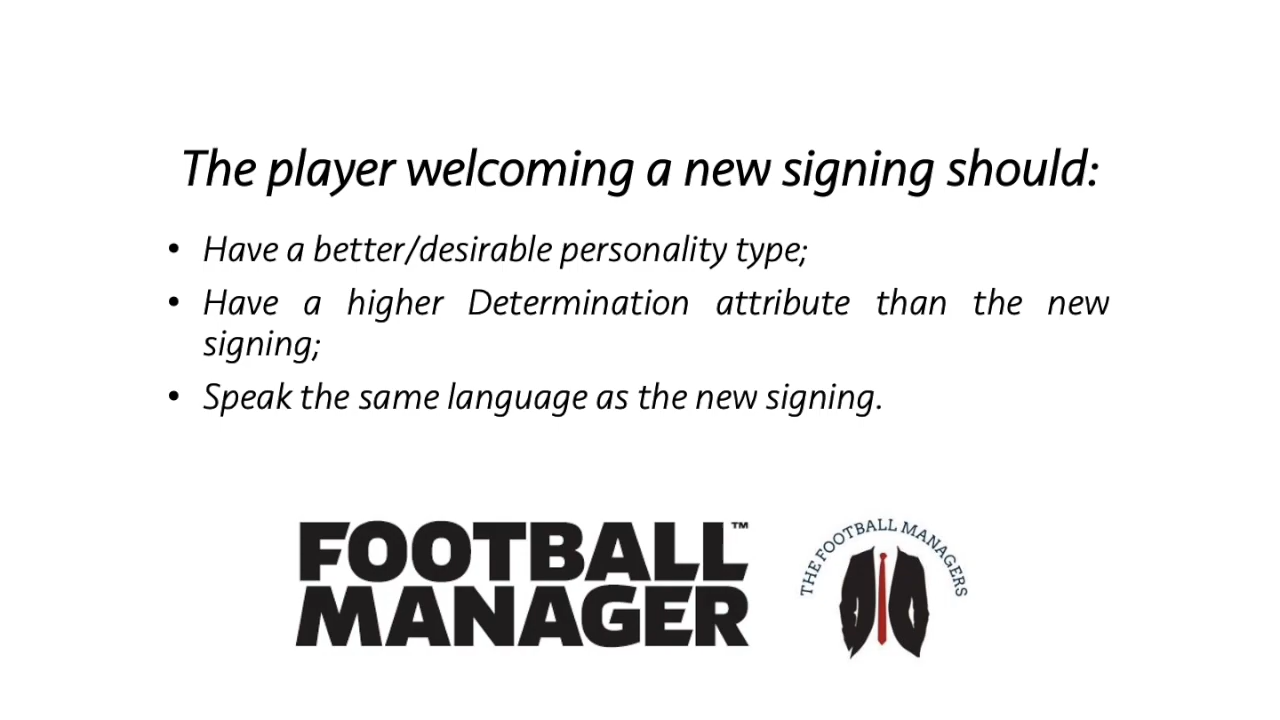 The player welcoming a new signing should:
• Have a better/desirable personality type;
• Have a higher Determination attribute than the new
signing;
• Speak the same language as the new signing.
FOOTBALL™
MANAGER
THE FOOTBALL MANAGERS